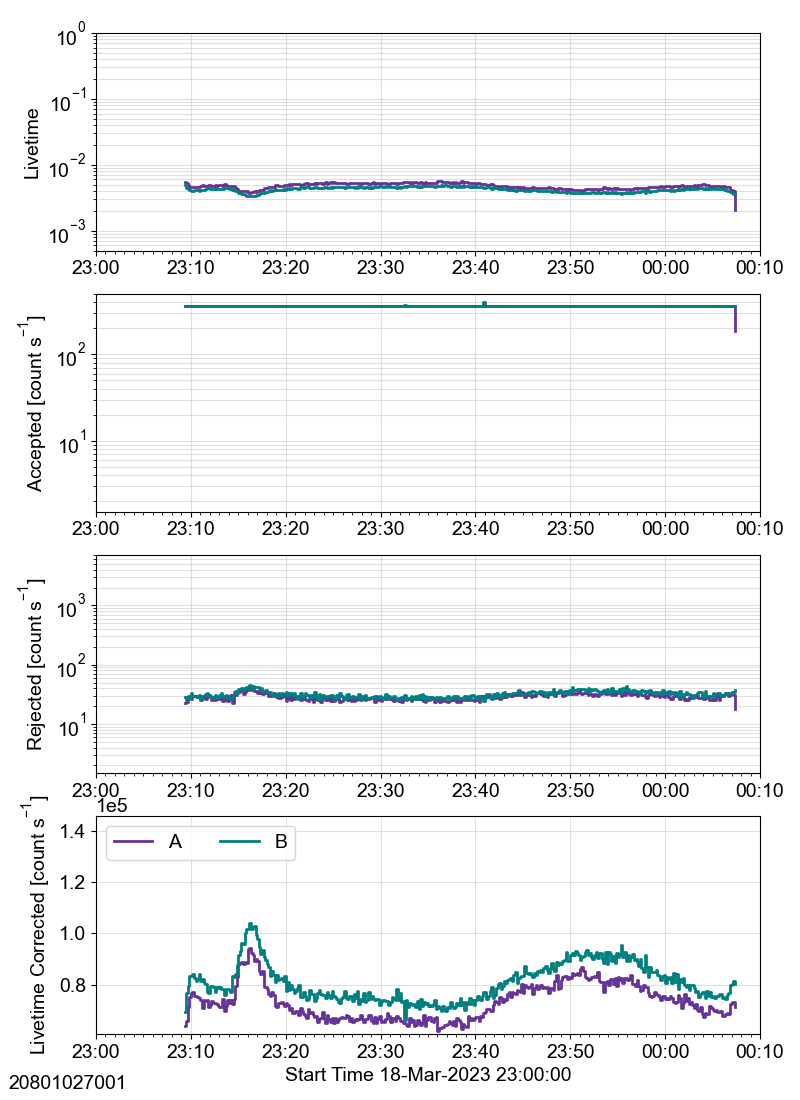 10^0
10^−1
10^−2
10^−3
Livetime
23:00 23:10 23:20 23:30 23:40 23:50 00:00 00:10
10^2
10^1
Accepted [count s^−1]
23:00 23:10 23:20 23:30 23:40 23:50 00:00 00:10
10^3
10^2
10^1
Rejected [count s^−1]
23:00 23:10 23:20 23:30 23:40 23:50 00:00 00:10
1e5
1.4
1.2
1.0
0.8
Livetime Corrected [count s^−1]
A B
23:00 23:10 23:20 23:30 23:40 23:50 00:00 00:10
Start Time 18-Mar-2023 23:00:00
20801027001